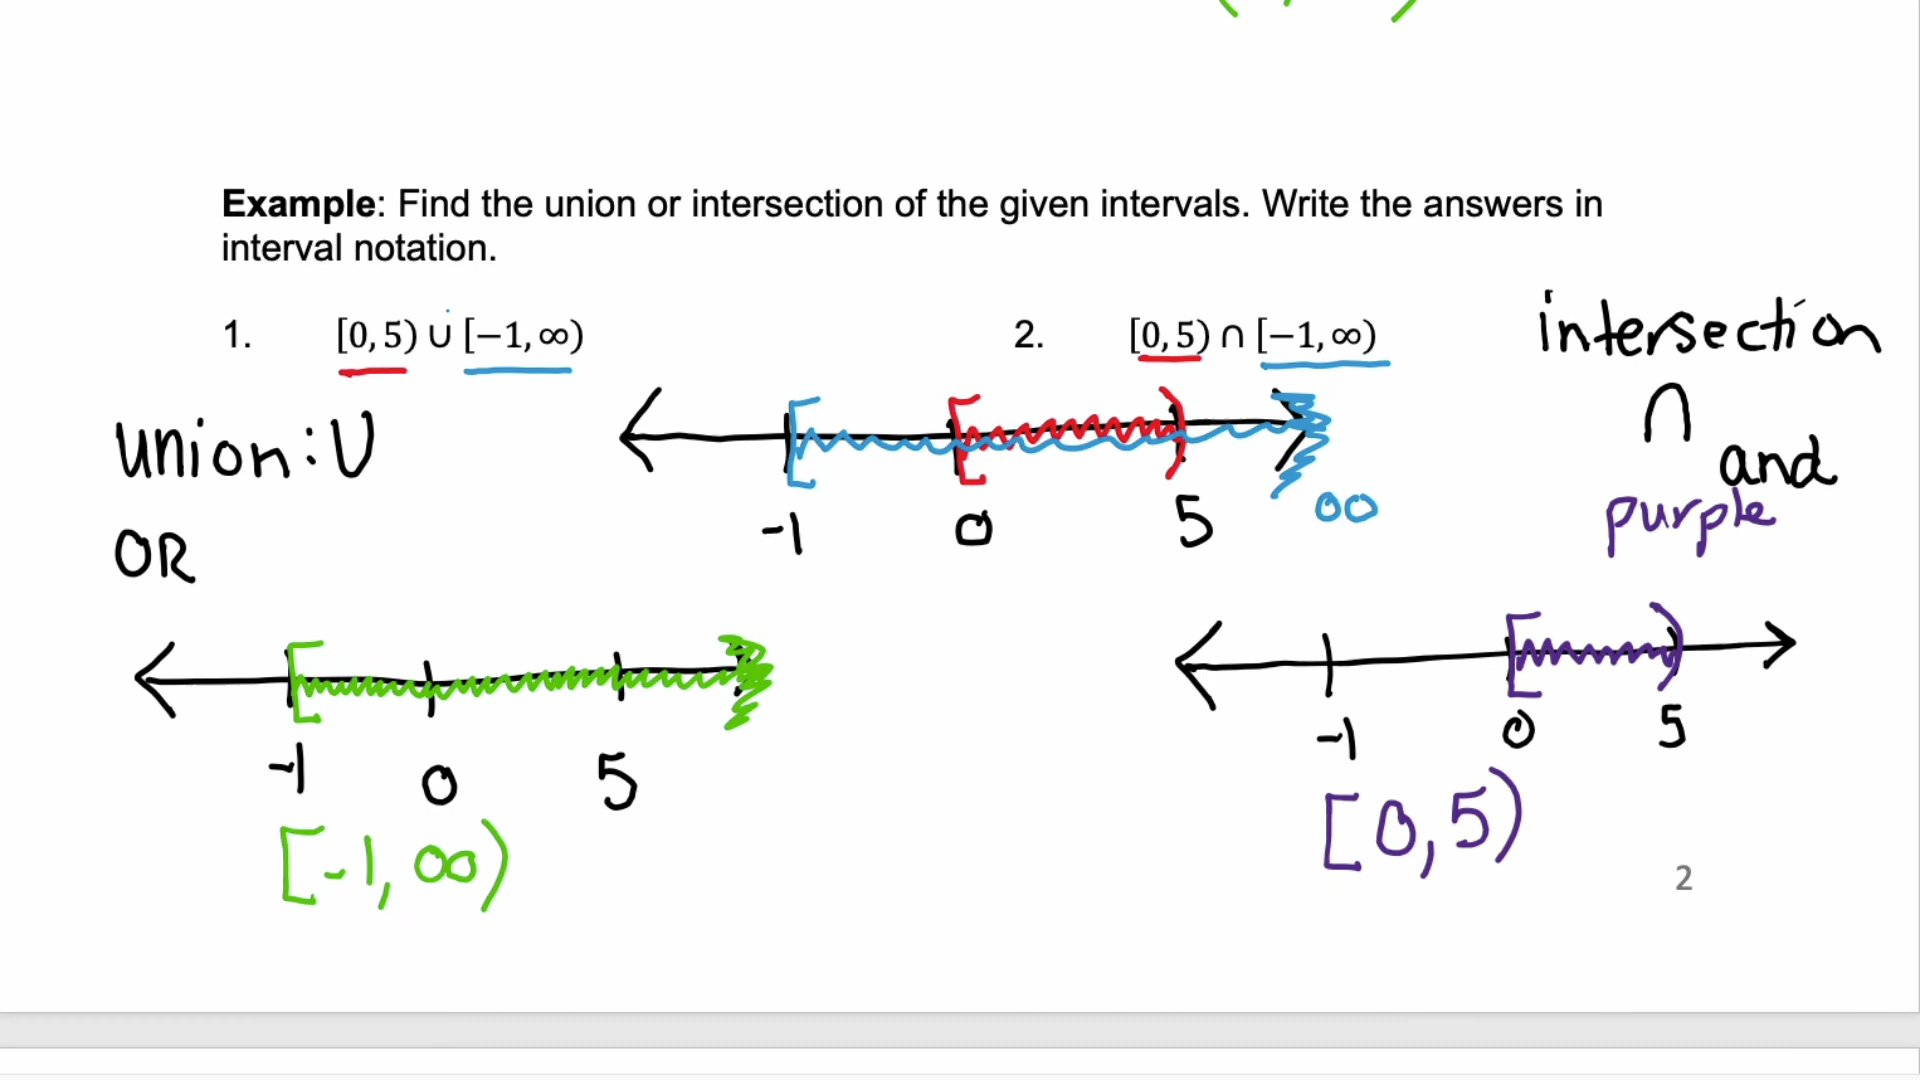 Example: Find the union or intersection of the given intervals. Write the answers in
interval notation.
1. [0, 5) ∪ [−1, ∞)
2. [0, 5) ∩ [−1, ∞)
intersection
∩
and
purple
union: U
OR
-1 0 5 ∞
-1 0 5
[-1, ∞)
-1 0 5
[0,5)
2